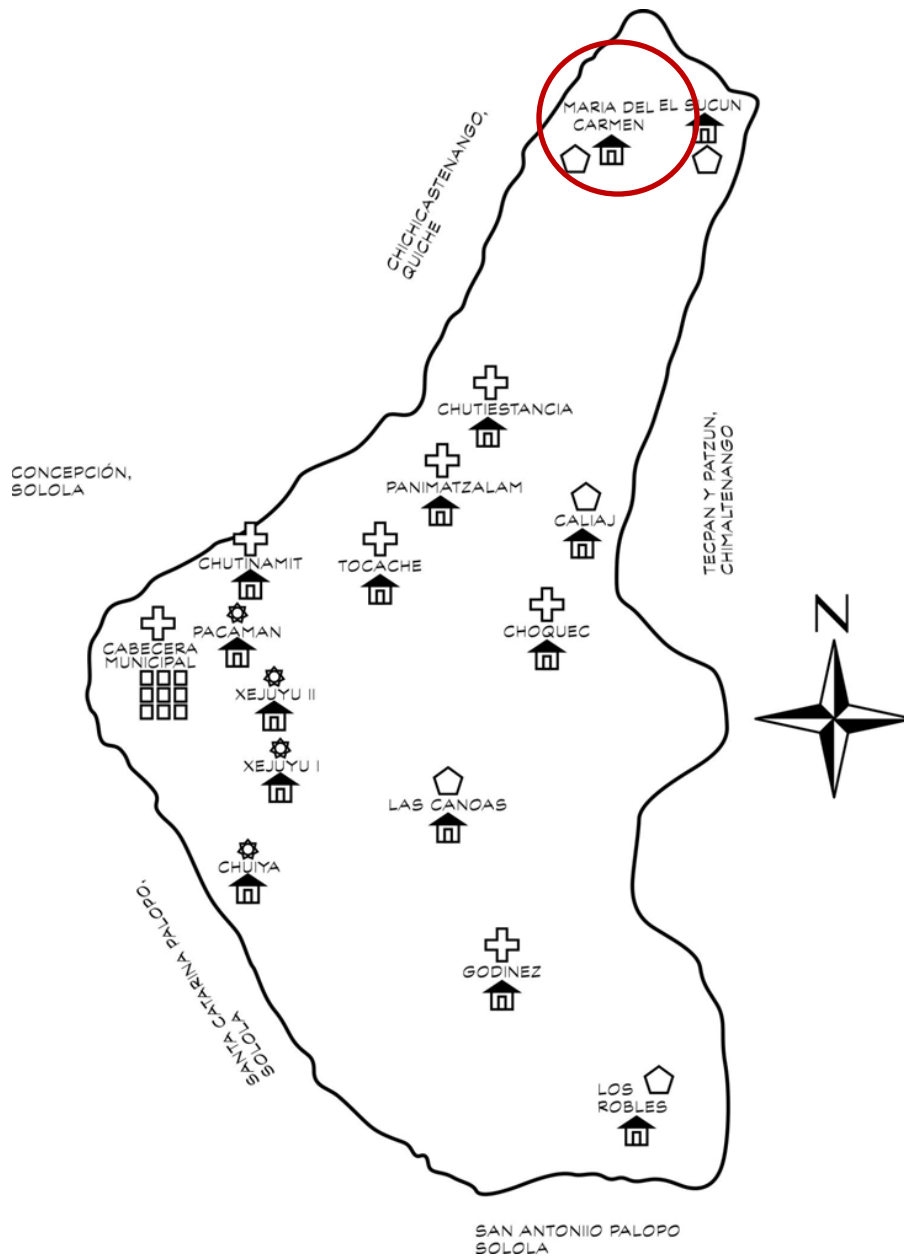 MARIA DEL
CARMEN
EL SUCUN
CHICHICASTENANGO,
QUICHE
CHUTIESTANCIA
TECPAN Y PATZUN,
CHIMALTENANGO
CONCEPCIÓN,
SOLOLA
PANIMATZALAM
CALIAJ
CHUTINAMIT
TOCACHE
N
PACAMAN
CHOQUEC
CABECERA
MUNICIPAL
XEJUYU II
XEJUYU I
LAS CANOAS
CHUIYA
SANTA CATARINA PALOPO,
SOLOLA
GODINEZ
LOS
ROBLES
SAN ANTONIIO PALOPO
SOLOLA